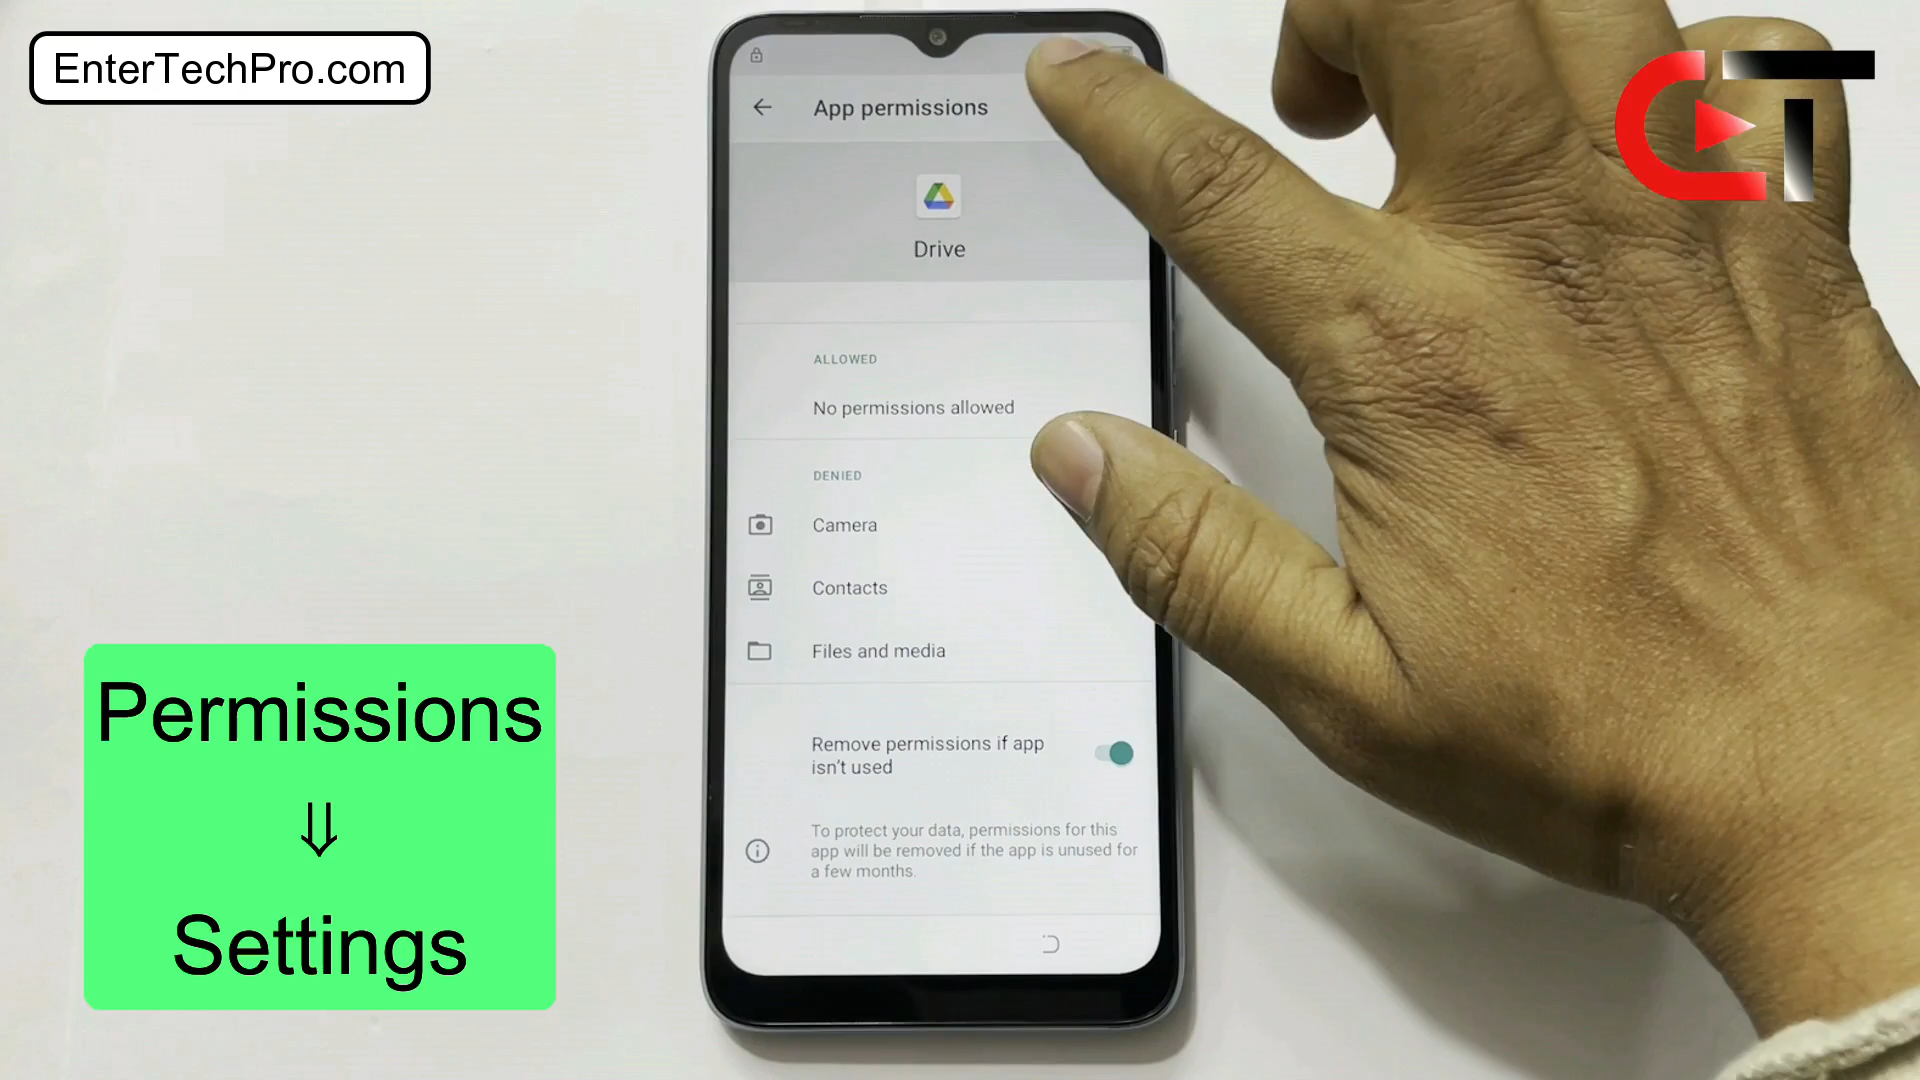 EnterTechPro.com
App permissions
Drive
ALLOWED
No permissions allowed
DENIED
Camera
Contacts
Files and media
Remove permissions if app
isn't used
To protect your data, permissions for this
app will be removed if the app is unused for
a few months.
Permissions
⇓
Settings